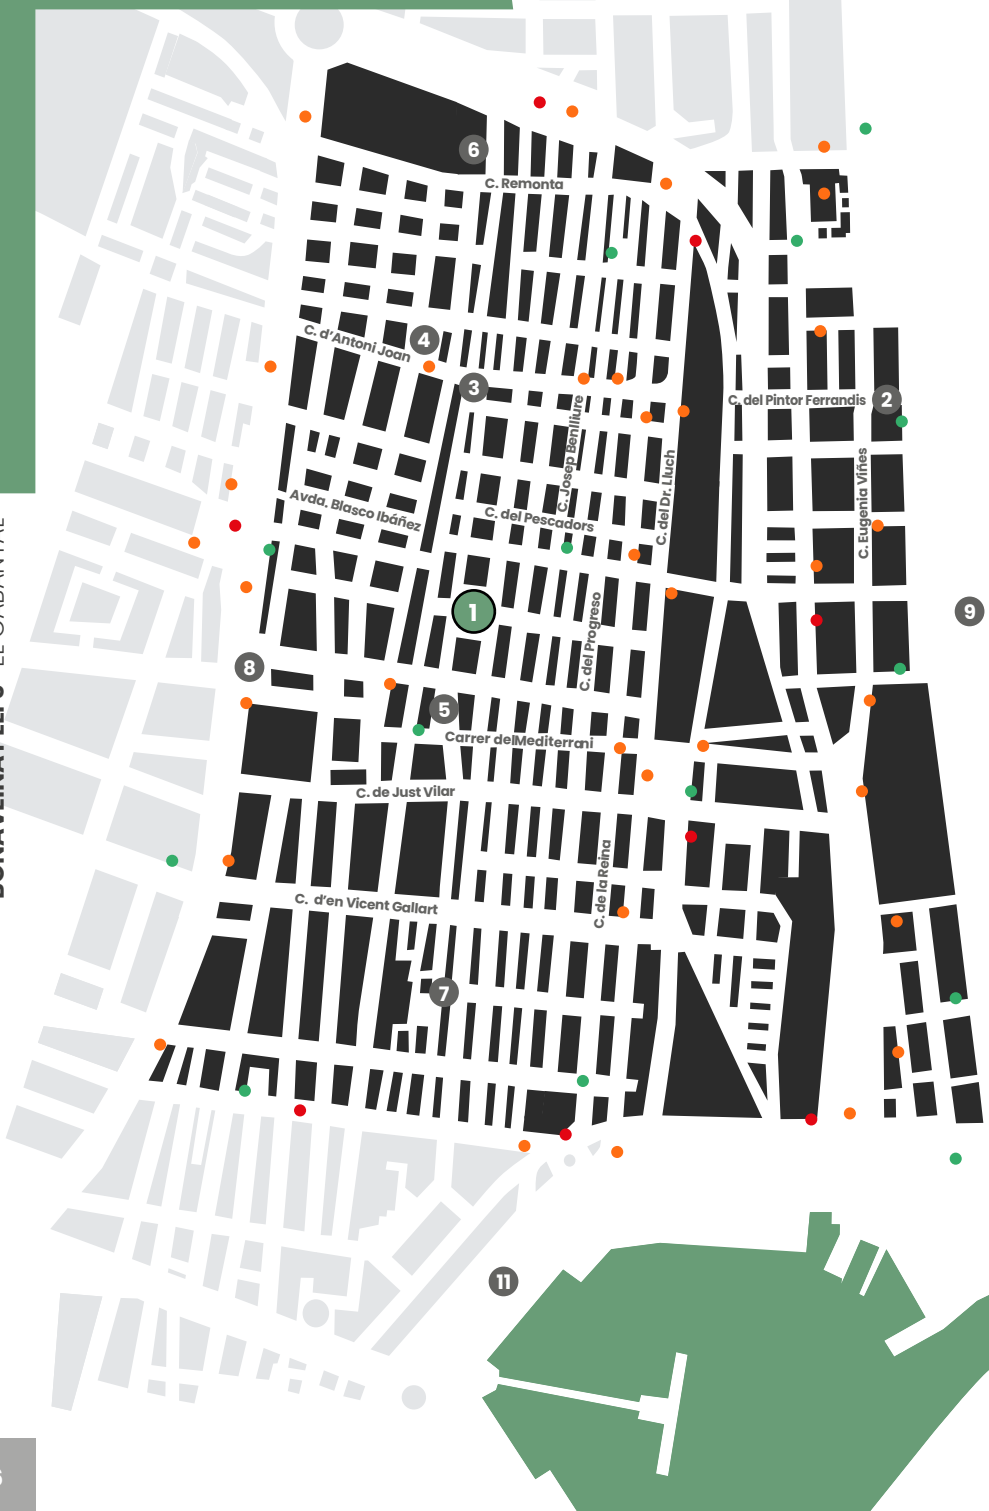 6
C. Remonta
C. d'Antoni Joan
4
3
C. del Pintor Ferrandis
2
C. Josep Benlliure
C. del Dr. Lluch
C. Eugenia Viñes
Avda. Blasco Ibáñez
C. del Pescadors
1
9
C. del Progreso
8
5
Carrer delMediterrani
C. de Just Vilar
C. de la Reina
C. d'en Vicent Gallart
7
11